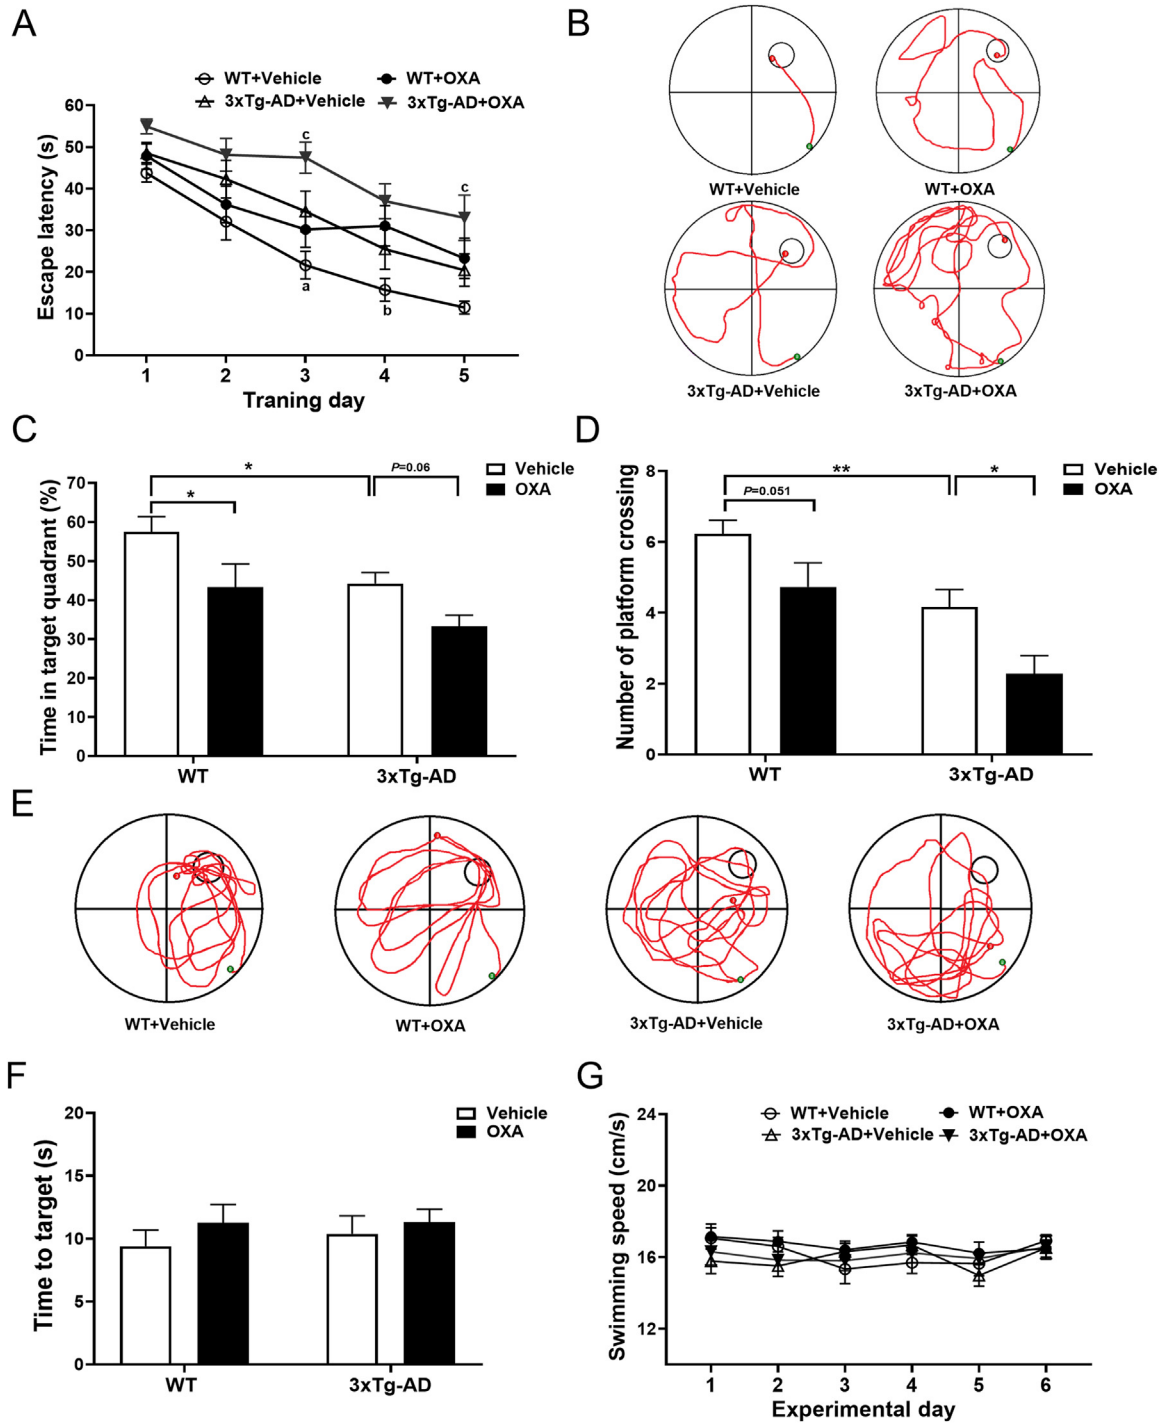 A
WT+Vehicle
WT+OXA
3xTg-AD+Vehicle
3xTg-AD+OXA
Escape latency (s)
60
50
40
30
20
10
0
c
c
a
b
1 2 3 4 5
Traning day
B
WT+Vehicle
WT+OXA
3xTg-AD+Vehicle
3xTg-AD+OXA
C
Vehicle
OXA
Time in target quadrant (%)
70
60
50
40
30
20
10
0
*
*
P=0.06
WT
3xTg-AD
D
Vehicle
OXA
Number of platform crossing
8
6
4
2
0
**
*
P=0.051
WT
3xTg-AD
E
WT+Vehicle
WT+OXA
3xTg-AD+Vehicle
3xTg-AD+OXA
F
Vehicle
OXA
Time to target (s)
20
15
10
5
0
WT
3xTg-AD
G
WT+Vehicle
WT+OXA
3xTg-AD+Vehicle
3xTg-AD+OXA
Swimming speed (cm/s)
24
20
16
12
1 2 3 4 5 6
Experimental day